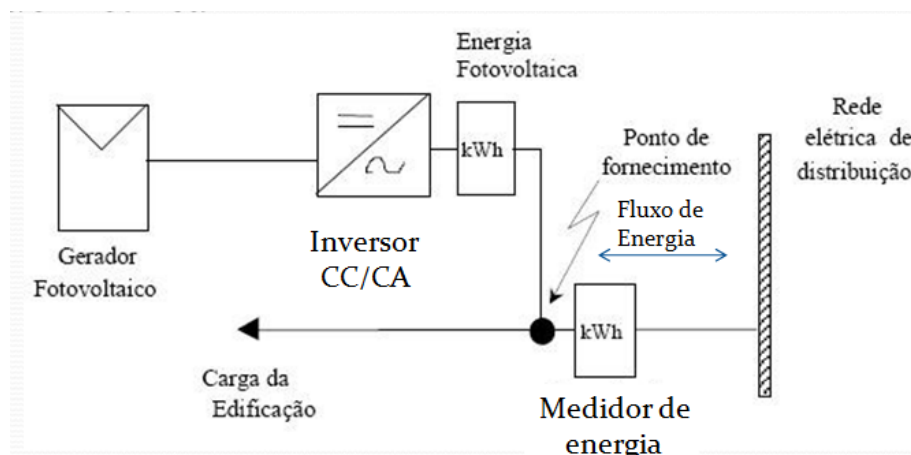 Energia
Fotovoltaica
Rede
elétrica de
distribuição
kWh
Ponto de
fornecimento
Fluxo de
Energia
Inversor
CC/CA
Gerador
Fotovoltaico
kWh
Carga da
Edificação
Medidor de
energia